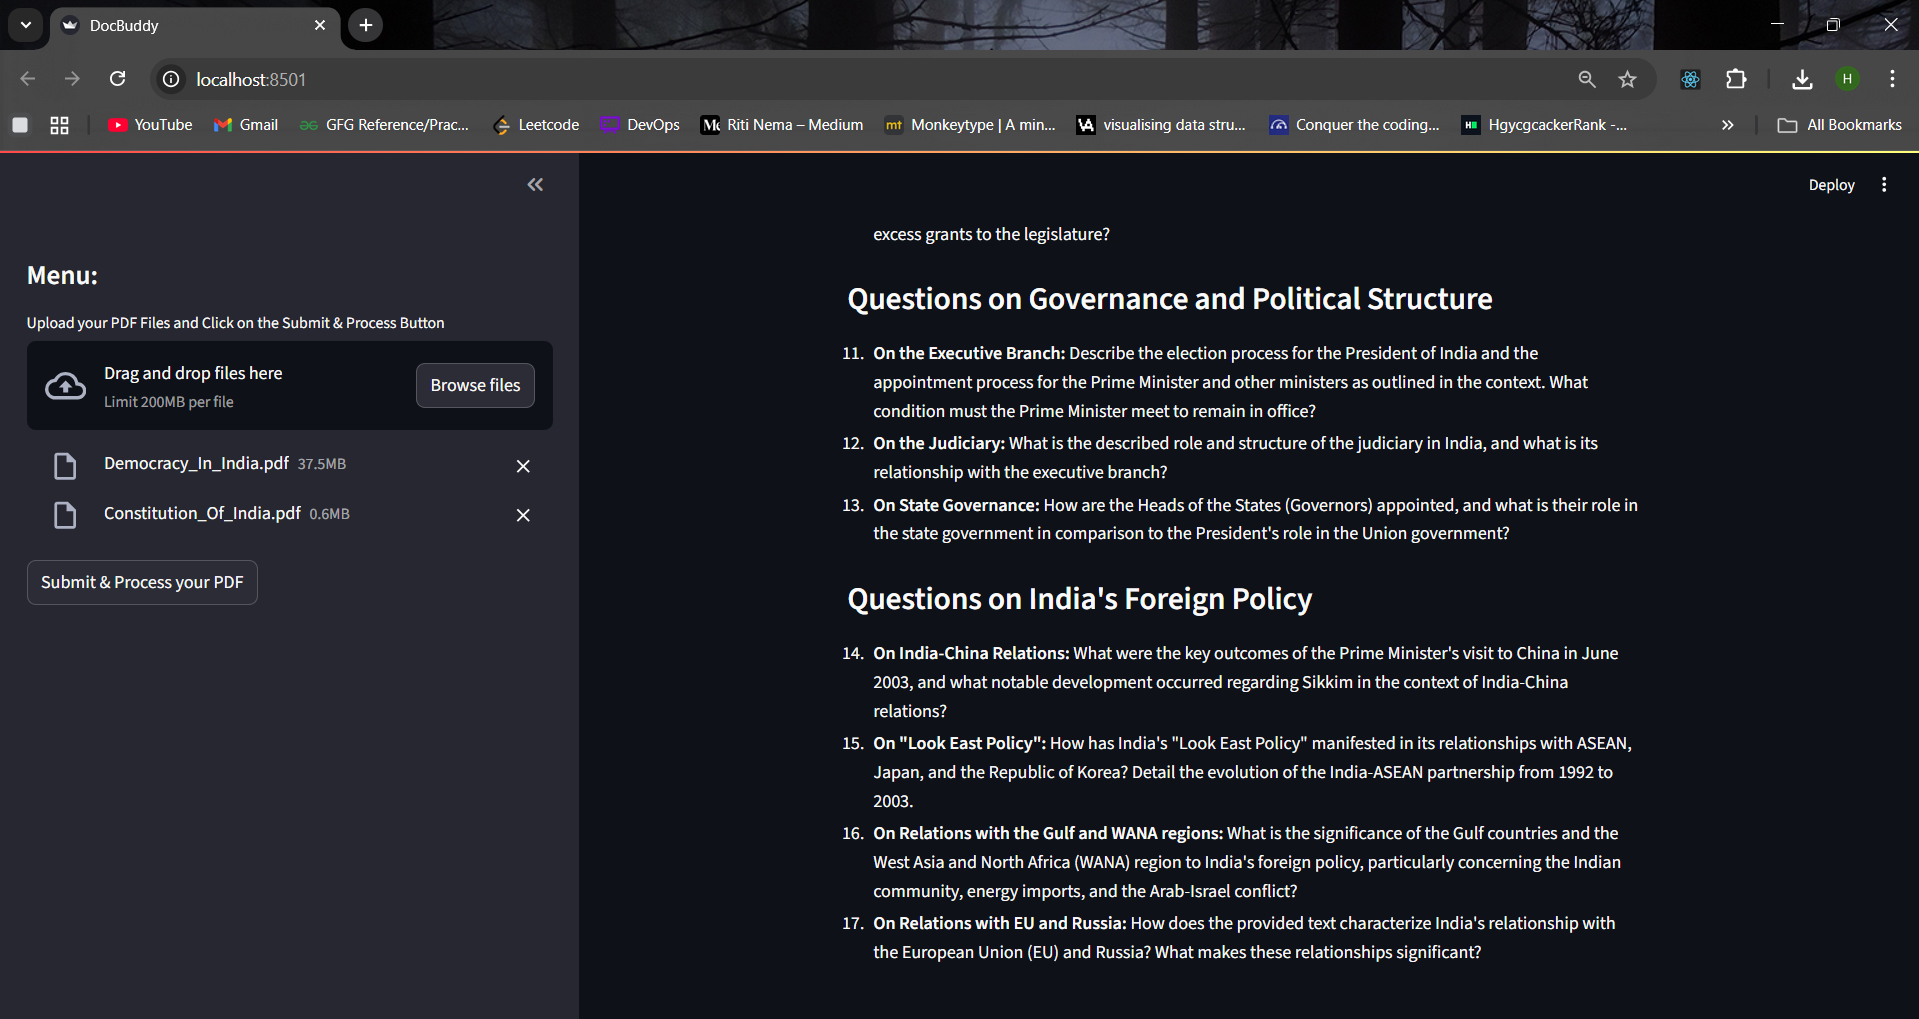 DocBuddy
localhost:8501
YouTube
Gmail
GFG Reference/Prac...
Leetcode
DevOps
Riti Nema – Medium
Monkeytype | A min...
visualising data stru...
Conquer the coding...
HgycgcackerRank -...
All Bookmarks
H
Deploy
Menu:
Upload your PDF Files and Click on the Submit & Process Button
Drag and drop files here
Limit 200MB per file
Browse files
Democracy_In_India.pdf 37.5MB
Constitution_Of_India.pdf 0.6MB
Submit & Process your PDF
excess grants to the legislature?
Questions on Governance and Political Structure
11. On the Executive Branch: Describe the election process for the President of India and the
appointment process for the Prime Minister and other ministers as outlined in the context. What
condition must the Prime Minister meet to remain in office?
12. On the Judiciary: What is the described role and structure of the judiciary in India, and what is its
relationship with the executive branch?
13. On State Governance: How are the Heads of the States (Governors) appointed, and what is their role in
the state government in comparison to the President's role in the Union government?
Questions on India's Foreign Policy
14. On India-China Relations: What were the key outcomes of the Prime Minister's visit to China in June
2003, and what notable development occurred regarding Sikkim in the context of India-China
relations?
15. On "Look East Policy": How has India's "Look East Policy" manifested in its relationships with ASEAN,
Japan, and the Republic of Korea? Detail the evolution of the India-ASEAN partnership from 1992 to
2003.
16. On Relations with the Gulf and WANA regions: What is the significance of the Gulf countries and the
West Asia and North Africa (WANA) region to India's foreign policy, particularly concerning the Indian
community, energy imports, and the Arab-Israel conflict?
17. On Relations with EU and Russia: How does the provided text characterize India's relationship with
the European Union (EU) and Russia? What makes these relationships significant?